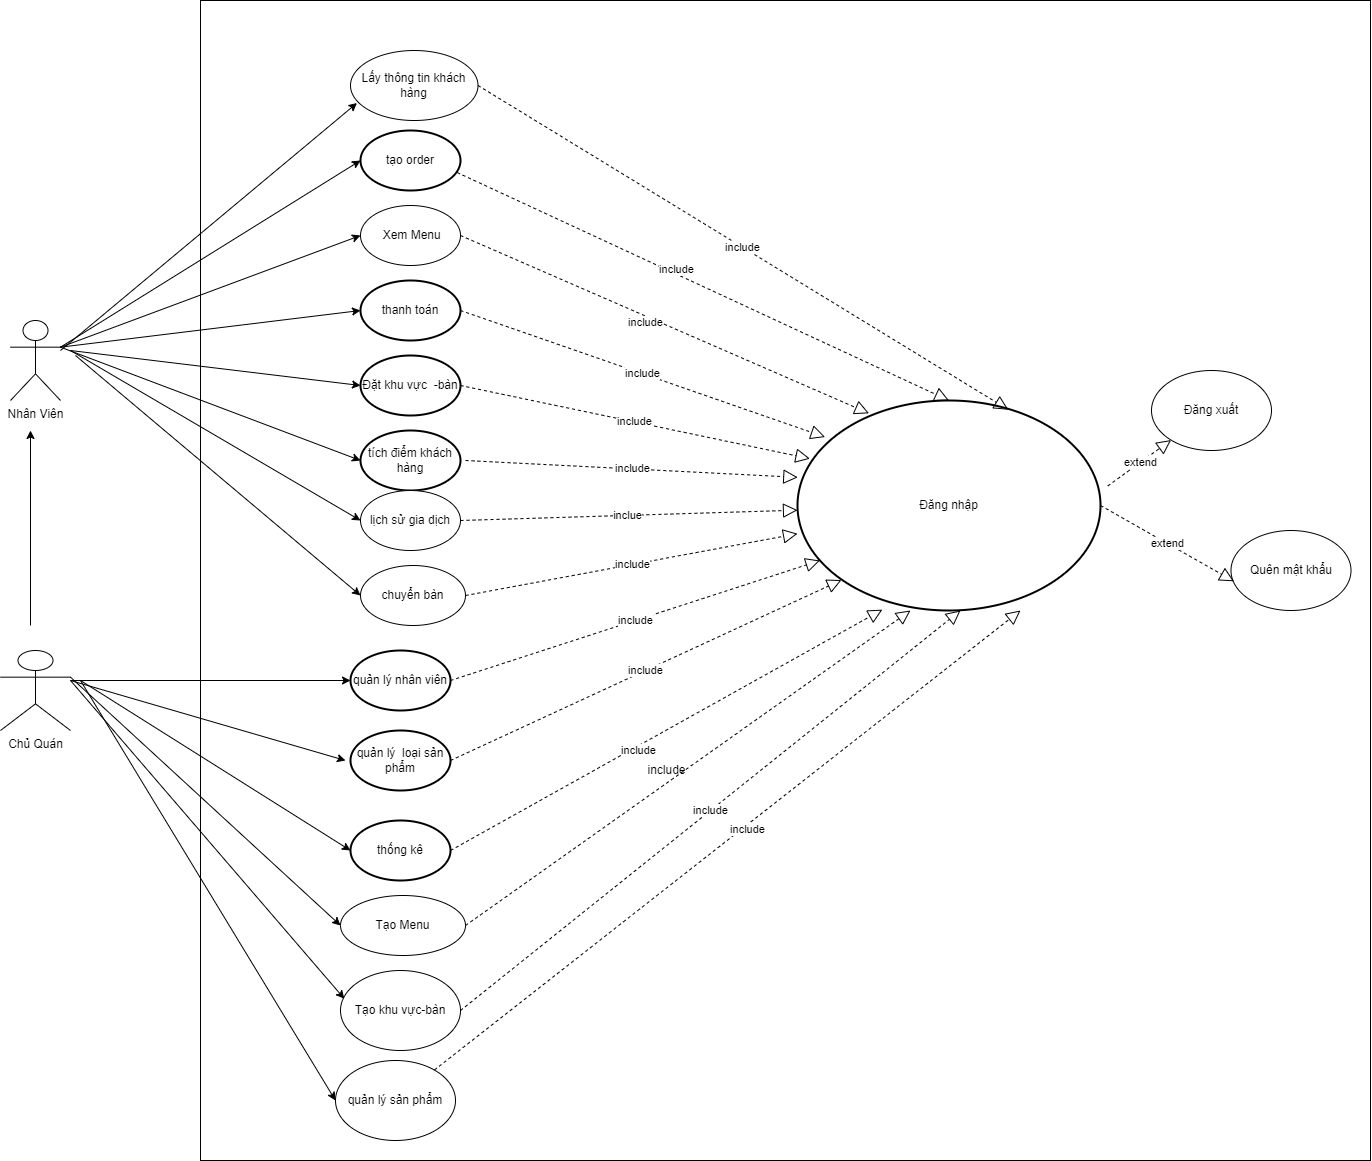 Lấy thông tin khách
hàng
tạo order
Xem Menu
thanh toán
Đặt khu vực -bàn
tích điểm khách
hàng
lịch sử gia dịch
chuyển bàn
quản lý nhân viên
quản lý loại sản
phẩm
thống kê
Tạo Menu
Tạo khu vực-bàn
quản lý sản phẩm
Nhân Viên
Chủ Quán
include
include
include
include
include
include
inclue
include
include
include
include
include
include
include
Đăng nhập
extend
extend
Đăng xuất
Quên mật khẩu